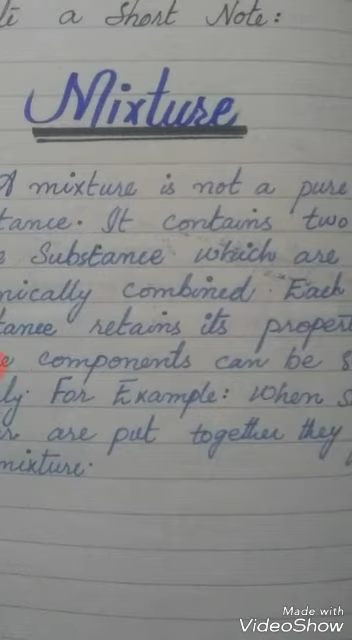 a Short Note:
Mixture
A mixture is not a pure
tance. It contains two
Substance which are
nically combined. Each
tance retains its propert
components can be s
ly. For Example: When s
are put together they
mixture.
Made with
VideoShow